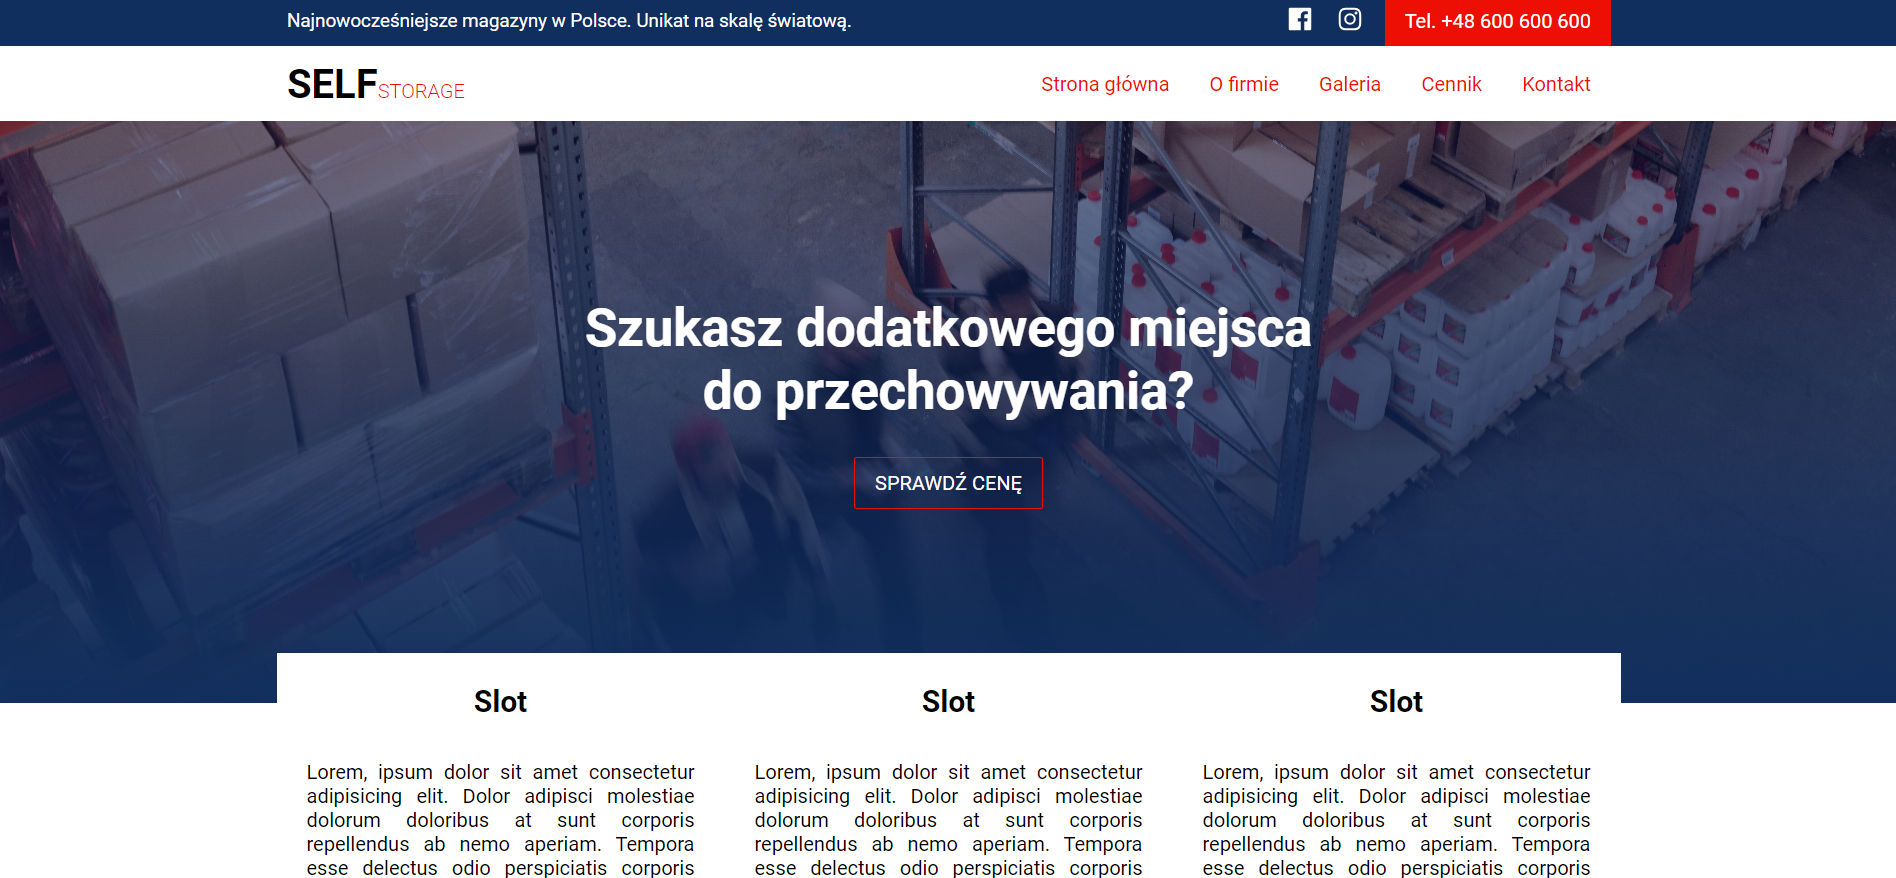 Najnowocześniejsze magazyny w Polsce. Unikat na skalę światową.
Tel. +48 600 600 600
SELFSTORAGE
Strona główna
O firmie
Galeria
Cennik
Kontakt
Szukasz dodatkowego miejsca
do przechowywania?
SPRAWDŹ CENĘ
Slot
Lorem, ipsum dolor sit amet consectetur
adipisicing elit. Dolor adipisci molestiae
dolorum doloribus at sunt corporis
repellendus ab nemo aperiam. Tempora
esse delectus odio perspiciatis corporis
Slot
Lorem, ipsum dolor sit amet consectetur
adipisicing elit. Dolor adipisci molestiae
dolorum doloribus at sunt corporis
repellendus ab nemo aperiam. Tempora
esse delectus odio perspiciatis corporis
Slot
Lorem, ipsum dolor sit amet consectetur
adipisicing elit. Dolor adipisci molestiae
dolorum doloribus at sunt corporis
repellendus ab nemo aperiam. Tempora
esse delectus odio perspiciatis corporis